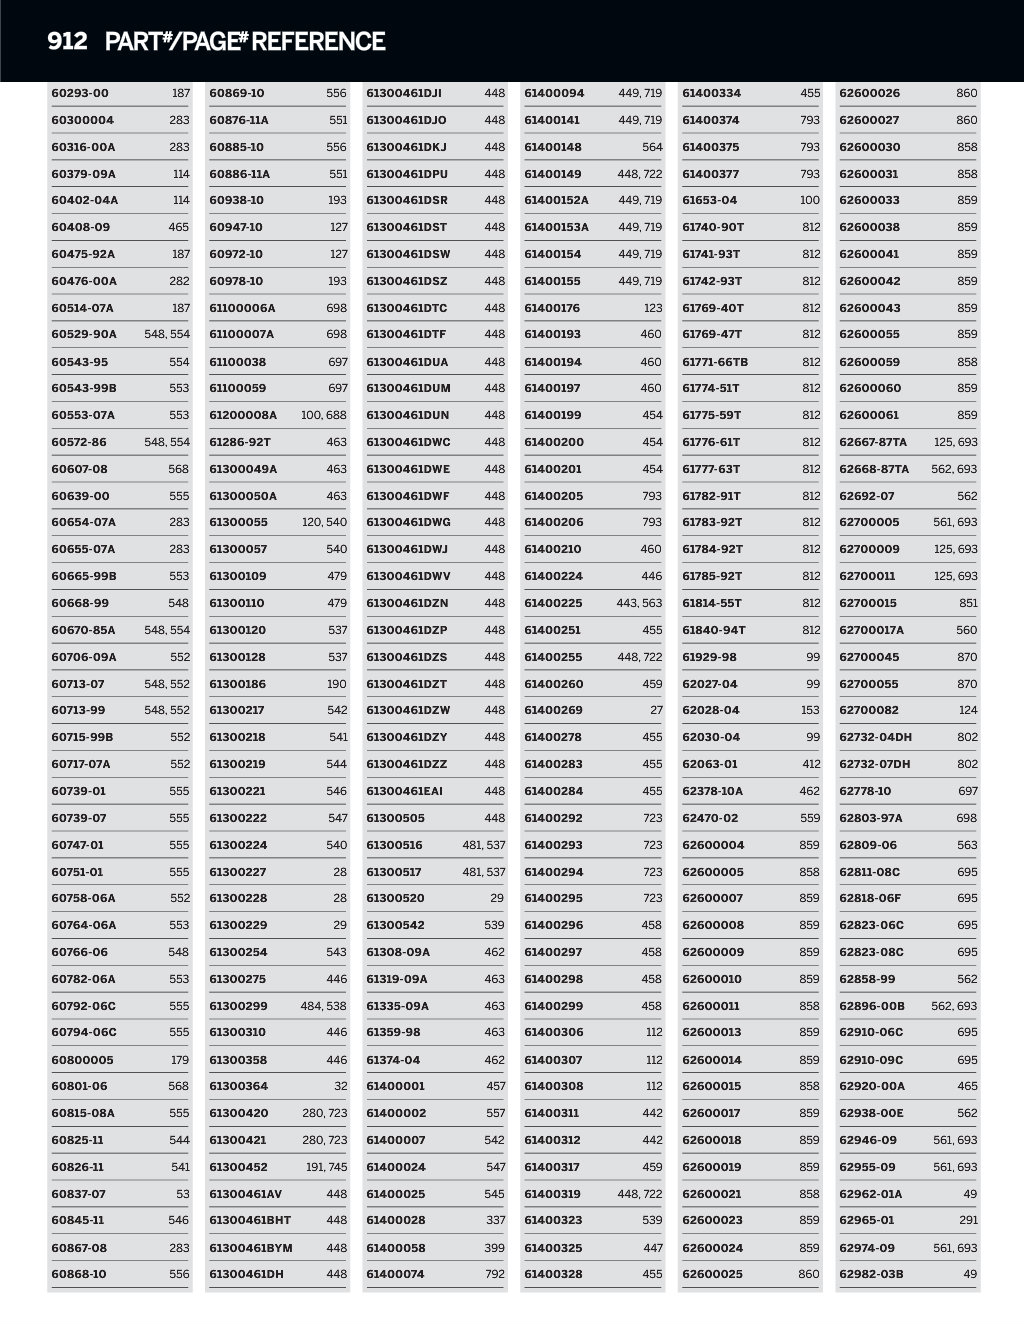 912 PART#/PAGE# REFERENCE
60293-00 187
60300004 283
60316-00A 283
60379-09A 114
60402-04A 114
60408-09 465
60475-92A 187
60476-00A 282
60514-07A 187
60529-90A 548, 554
60543-95 554
60543-99B 553
60553-07A 553
60572-86 548, 554
60607-08 568
60639-00 555
60654-07A 283
60655-07A 283
60665-99B 553
60668-99 548
60670-85A 548, 554
60706-09A 552
60713-07 548, 552
60713-99 548, 552
60715-99B 552
60717-07A 552
60739-01 555
60739-07 555
60747-01 555
60751-01 555
60758-06A 552
60764-06A 553
60766-06 548
60782-06A 553
60792-06C 555
60794-06C 555
60800005 179
60801-06 568
60815-08A 555
60825-11 544
60826-11 541
60837-07 53
60845-11 546
60867-08 283
60868-10 556
60869-10 556
60876-11A 551
60885-10 556
60886-11A 551
60938-10 193
60947-10 127
60972-10 127
60978-10 193
61100006A 698
61100007A 698
61100038 697
61100059 697
61200008A 100, 688
61286-92T 463
61300049A 463
61300050A 463
61300055 120, 540
61300057 540
61300109 479
61300110 479
61300120 537
61300128 537
61300186 190
61300217 542
61300218 541
61300219 544
61300221 546
61300222 547
61300224 540
61300227 28
61300228 28
61300229 29
61300254 543
61300275 446
61300299 484, 538
61300310 446
61300358 446
61300364 32
61300420 280, 723
61300421 280, 723
61300452 191, 745
61300461AV 448
61300461BHT 448
61300461BYM 448
61300461DH 448
61300461DJI 448
61300461DJO 448
61300461DKJ 448
61300461DPU 448
61300461DSR 448
61300461DST 448
61300461DSW 448
61300461DSZ 448
61300461DTC 448
61300461DTF 448
61300461DUA 448
61300461DUM 448
61300461DUN 448
61300461DWC 448
61300461DWE 448
61300461DWF 448
61300461DWG 448
61300461DWJ 448
61300461DWV 448
61300461DZN 448
61300461DZP 448
61300461DZS 448
61300461DZT 448
61300461DZW 448
61300461DZY 448
61300461DZZ 448
61300461EAI 448
61300505 448
61300516 481, 537
61300517 481, 537
61300520 29
61300542 539
61308-09A 462
61319-09A 463
61335-09A 463
61359-98 463
61374-04 462
61400001 457
61400002 557
61400007 542
61400024 547
61400025 545
61400028 337
61400058 399
61400074 792
61400094 449, 719
61400141 449, 719
61400148 564
61400149 448, 722
61400152A 449, 719
61400153A 449, 719
61400154 449, 719
61400155 449, 719
61400176 123
61400193 460
61400194 460
61400197 460
61400199 454
61400200 454
61400201 454
61400205 793
61400206 793
61400210 460
61400224 446
61400225 443, 563
61400251 455
61400255 448, 722
61400260 459
61400269 27
61400278 455
61400283 455
61400284 455
61400292 723
61400293 723
61400294 723
61400295 723
61400296 458
61400297 458
61400298 458
61400299 458
61400306 112
61400307 112
61400308 112
61400311 442
61400312 442
61400317 459
61400319 448, 722
61400323 539
61400325 447
61400328 455
61400334 455
61400374 793
61400375 793
61400377 793
61653-04 100
61740-90T 812
61741-93T 812
61742-93T 812
61769-40T 812
61769-47T 812
61771-66TB 812
61774-51T 812
61775-59T 812
61776-61T 812
61777-63T 812
61782-91T 812
61783-92T 812
61784-92T 812
61785-92T 812
61814-55T 812
61840-94T 812
61929-98 99
62027-04 99
62028-04 153
62030-04 99
62063-01 412
62378-10A 462
62470-02 559
62600004 859
62600005 858
62600007 859
62600008 859
62600009 859
62600010 859
62600011 858
62600013 859
62600014 859
62600015 858
62600017 859
62600018 859
62600019 859
62600021 858
62600023 859
62600024 859
62600025 860
62600026 860
62600027 860
62600030 858
62600031 858
62600033 859
62600038 859
62600041 859
62600042 859
62600043 859
62600055 859
62600059 858
62600060 859
62600061 859
62667-87TA 125, 693
62668-87TA 562, 693
62692-07 562
62700005 561, 693
62700009 125, 693
62700011 125, 693
62700015 851
62700017A 560
62700045 870
62700055 870
62700082 124
62732-04DH 802
62732-07DH 802
62778-10 697
62803-97A 698
62809-06 563
62811-08C 695
62818-06F 695
62823-06C 695
62823-08C 695
62858-99 562
62896-00B 562, 693
62910-06C 695
62910-09C 695
62920-00A 465
62938-00E 562
62946-09 561, 693
62955-09 561, 693
62962-01A 49
62965-01 291
62974-09 561, 693
62982-03B 49